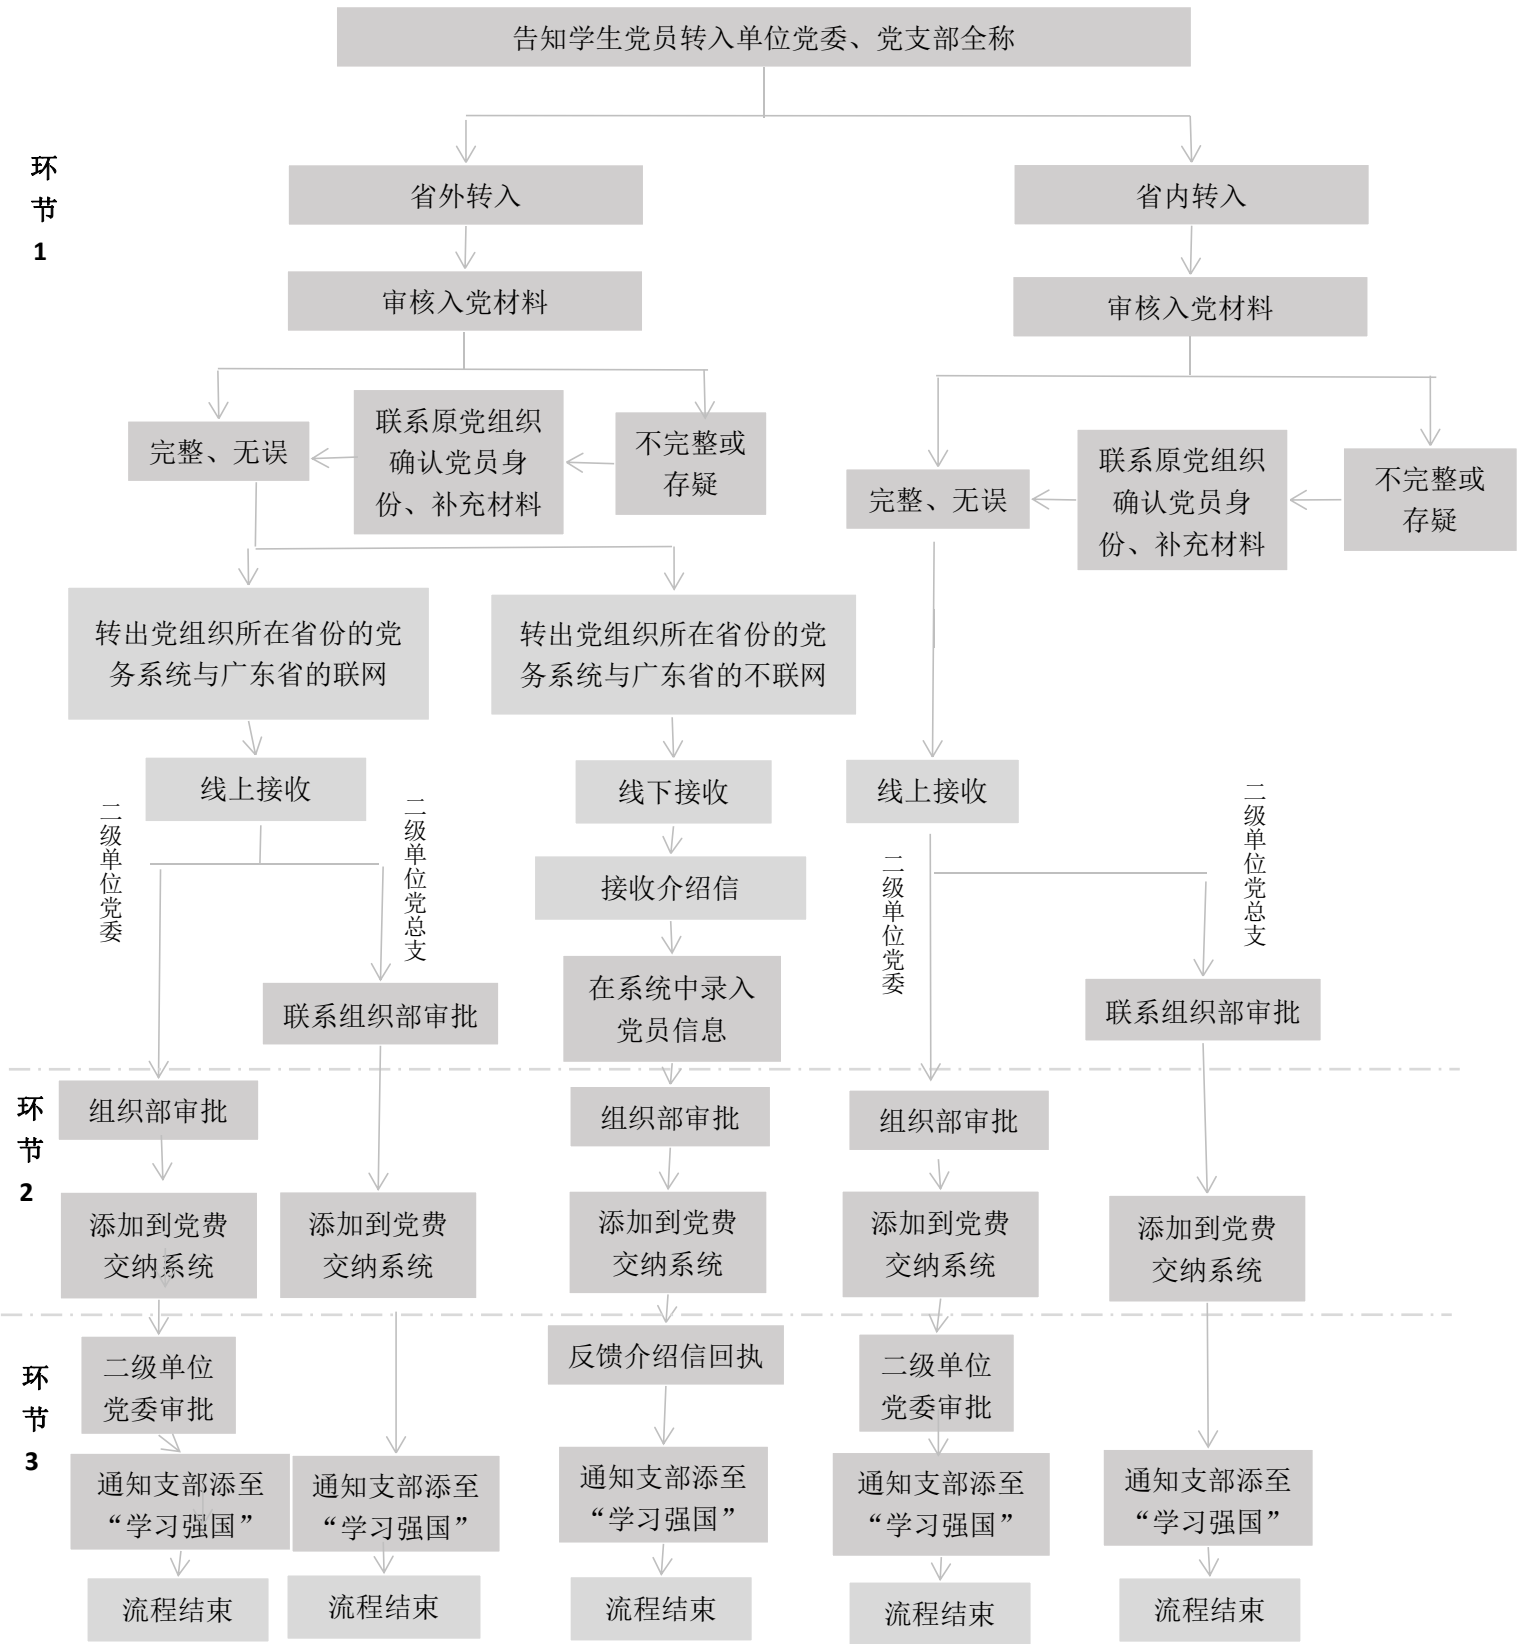 告知学生党员转入单位党委、党支部全称
环
节
1
省外转入
省内转入
审核入党材料
审核入党材料
完整、无误
联系原党组织
确认党员身
份、补充材料
不完整或
存疑
完整、无误
联系原党组织
确认党员身
份、补充材料
不完整或
存疑
转出党组织所在省份的党
务系统与广东省的联网
转出党组织所在省份的党
务系统与广东省的不联网
线上接收
线下接收
线上接收
二级单位党委
二级单位党总支
二级单位党委
二级单位党总支
接收介绍信
联系组织部审批
在系统中录入
党员信息
联系组织部审批
环
节
2
组织部审批
组织部审批
组织部审批
添加到党费
交纳系统
添加到党费
交纳系统
添加到党费
交纳系统
添加到党费
交纳系统
添加到党费
交纳系统
环
节
3
二级单位
党委审批
反馈介绍信回执
二级单位
党委审批
通知支部添至
“学习强国”
通知支部添至
“学习强国”
通知支部添至
“学习强国”
通知支部添至
“学习强国”
通知支部添至
“学习强国”
流程结束
流程结束
流程结束
流程结束
流程结束